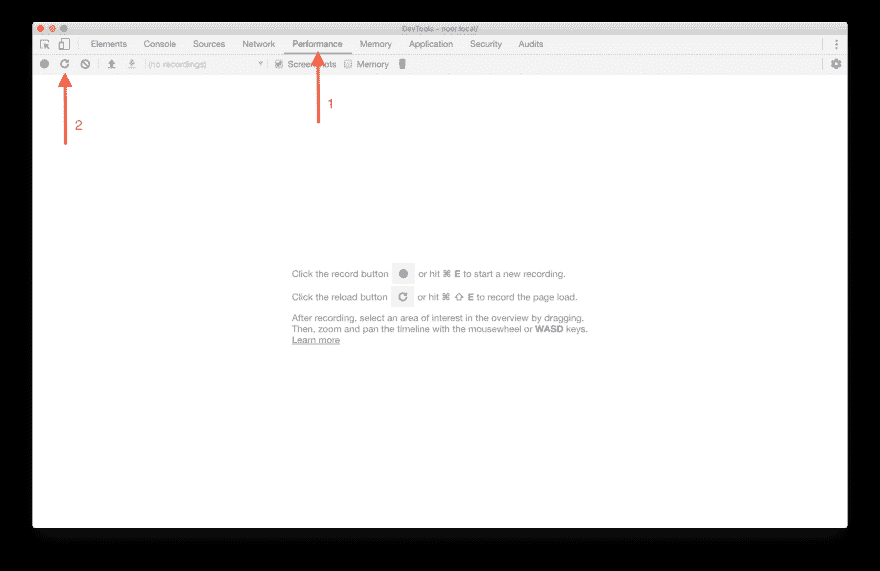 DevTools - noor.local/
Elements Console Sources Network Performance Memory Application Security Audits
(no recordings) Screenshots Memory
1
2
Click the record button or hit ⌘ E to start a new recording.
Click the reload button or hit ⌘ ⇧ E to record the page load.
After recording, select an area of interest in the overview by dragging.
Then, zoom and pan the timeline with the mousewheel or WASD keys.
Learn more